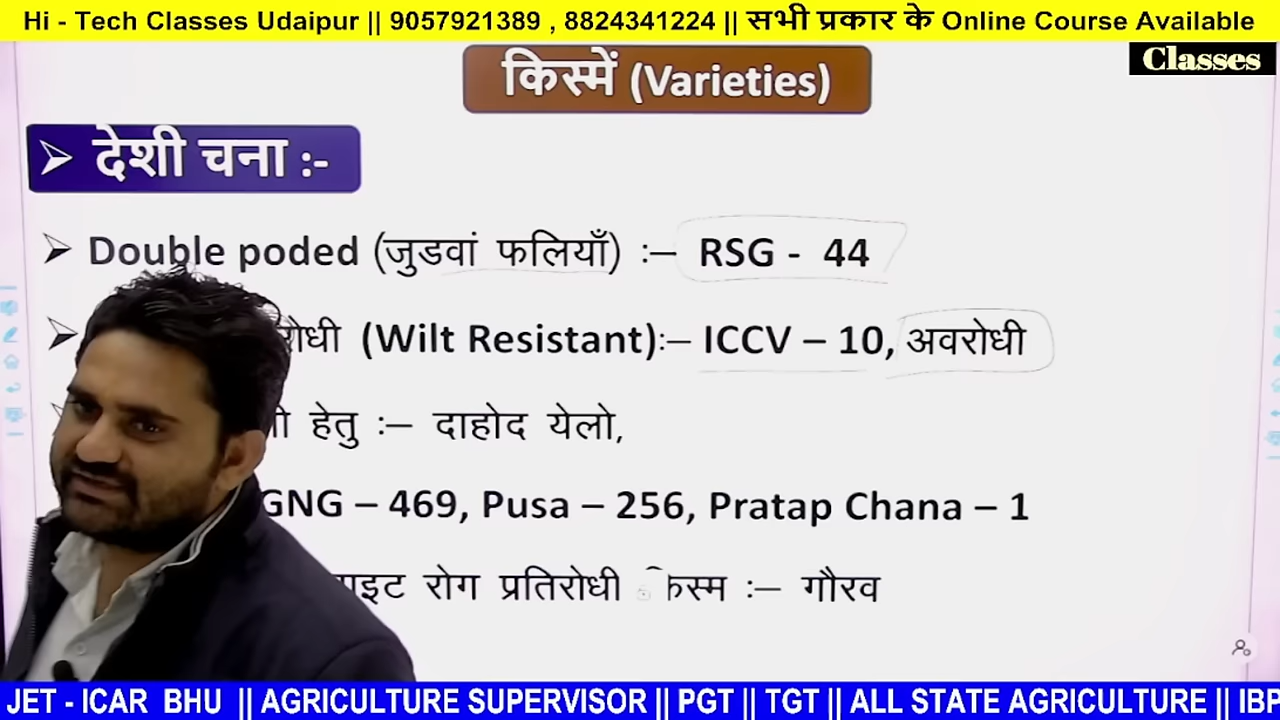 Hi - Tech Classes Udaipur || 9057921389 , 8824341224 || सभी प्रकार के Online Course Available
Classes
किस्में (Varieties)
➢ देशी चना :-
➢ Double poded (जुडवां फलियाँ) :– RSG - 44
(Wilt Resistant):– ICCV – 10, अवरोधी
हेतु :– दाहोद येलो,
GNG – 469, Pusa – 256, Pratap Chana – 1
रोग प्रतिरोधी :– गौरव
JET - ICAR BHU || AGRICULTURE SUPERVISOR || PGT || TGT || ALL STATE AGRICULTURE ||